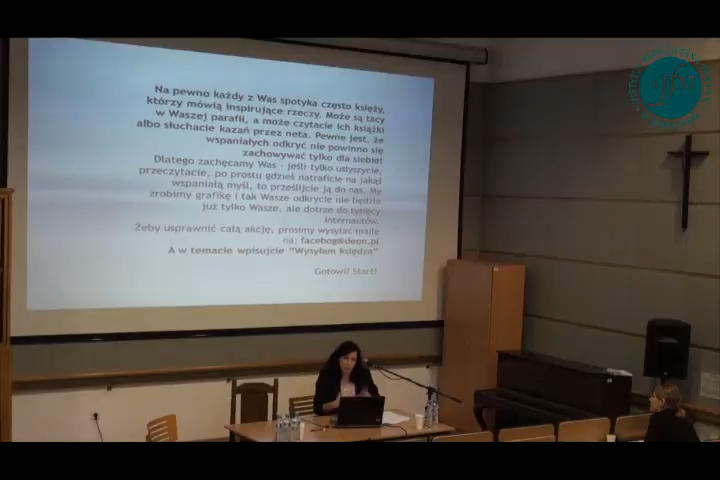 Na pewno każdy z Was spotyka często księży,
którzy mówią inspirujące rzeczy. Może są tacy
w Waszej parafii, a może czytacie ich książki
albo słuchacie kazań przez neta. Pewne jest, że
wspaniałych odkryć nie powinno się
zachowywać tylko dla siebie!
Dlatego zachęcamy Was - jeśli tylko usłyszycie,
przeczytacie, po prostu gdzieś natraficie na jakąś
wspaniałą myśl, to prześlijcie ją do nas. My
zrobimy grafikę i tak Wasze odkrycie nie będzie
już tylko Wasze, ale dotrze do tysięcy
internautów.
Żeby usprawnić całą akcję, prosimy wysyłać maile
na: facebog@deon.pl
A w temacie wpisujcie "Wysyłam księdza"
Gotowi? Start!